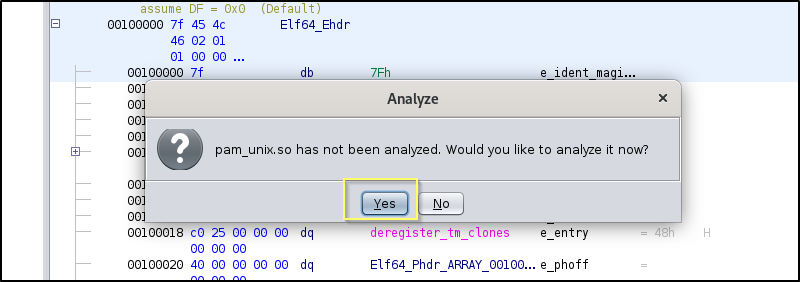 assume DF = 0x0 (Default)
00100000 7f 45 4c Elf64_Ehdr
46 02 01
01 00 00 ...
00100000 7f db 7Fh e_ident_magi...
Analyze
pam_unix.so has not been analyzed. Would you like to analyze it now?
Yes No
00100018 c0 25 00 00 00 dq deregister_tm_clones e_entry = 48h H
00 00 00
00100020 40 00 00 00 00 dq Elf64_Phdr_ARRAY_00100... e_phoff =
00 00 00